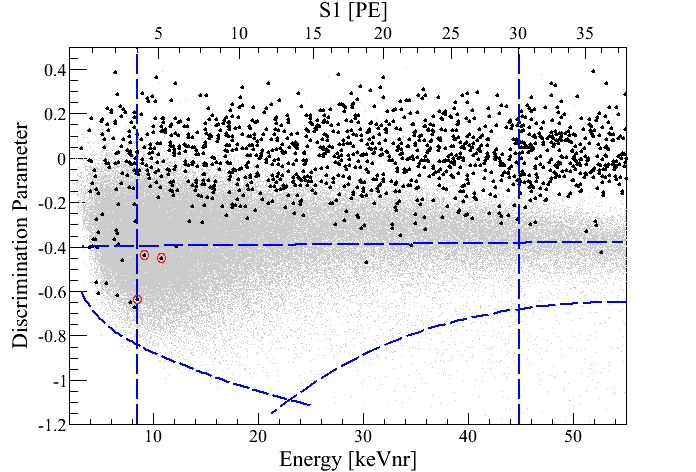 S1 [PE]
5 10 15 20 25 30 35
0.4
0.2
0
-0.2
-0.4
-0.6
-0.8
-1
-1.2
Discrimination Parameter
10 20 30 40 50
Energy [keVnr]